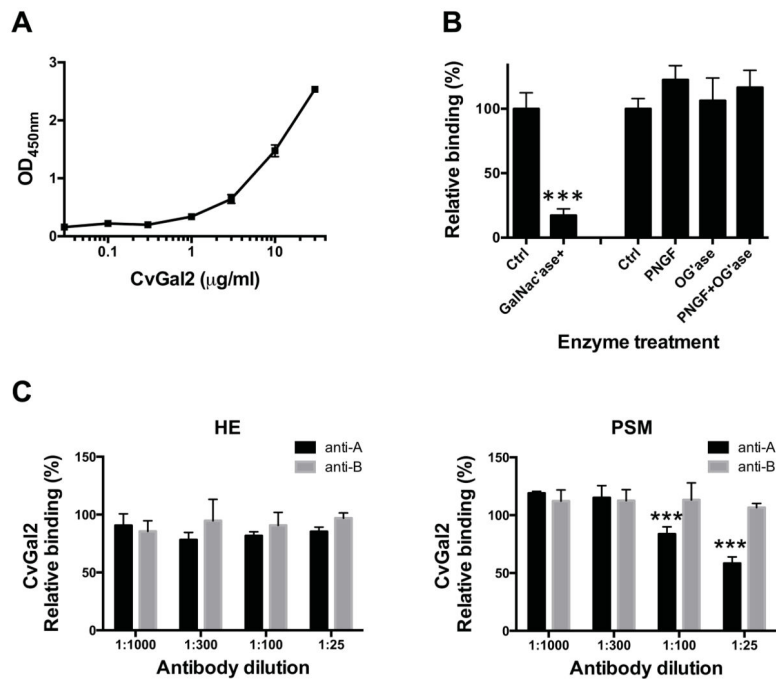 A
3
2
1
0
OD450nm
0.1
1
10
CvGal2 (μg/ml)
B
100
50
0
Relative binding (%)
Ctrl
GalNac'ase+
Ctrl
PNGF
OG'ase
PNGF+OG'ase
***
Enzyme treatment
C
HE
anti-A
anti-B
150
100
50
0
CvGal2
Relative binding (%)
1:1000
1:300
1:100
1:25
Antibody dilution
PSM
anti-A
anti-B
150
100
50
0
CvGal2
Relative binding (%)
***
***
1:1000
1:300
1:100
1:25
Antibody dilution